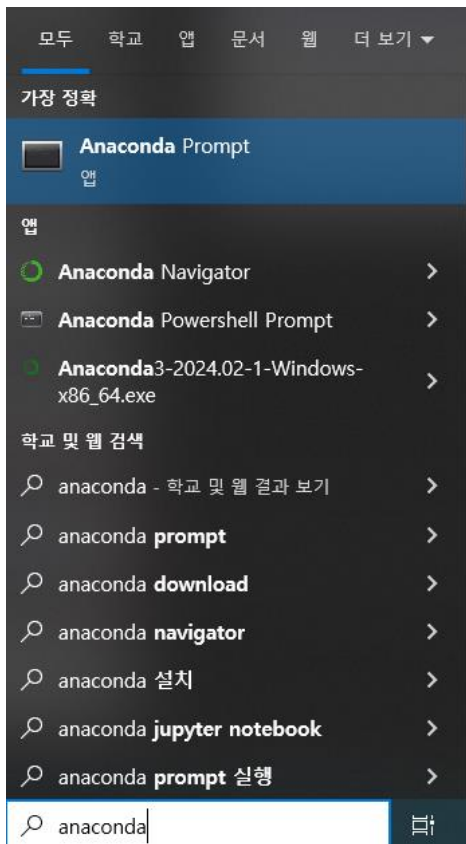 모두 학교 앱 문서 웹 더 보기
가장 정확
Anaconda Prompt
앱
앱
Anaconda Navigator
Anaconda Powershell Prompt
Anaconda3-2024.02-1-Windows-
x86_64.exe
학교 및 웹 검색
anaconda - 학교 및 웹 결과 보기
anaconda prompt
anaconda download
anaconda navigator
anaconda 설치
anaconda jupyter notebook
anaconda prompt 실행
anaconda